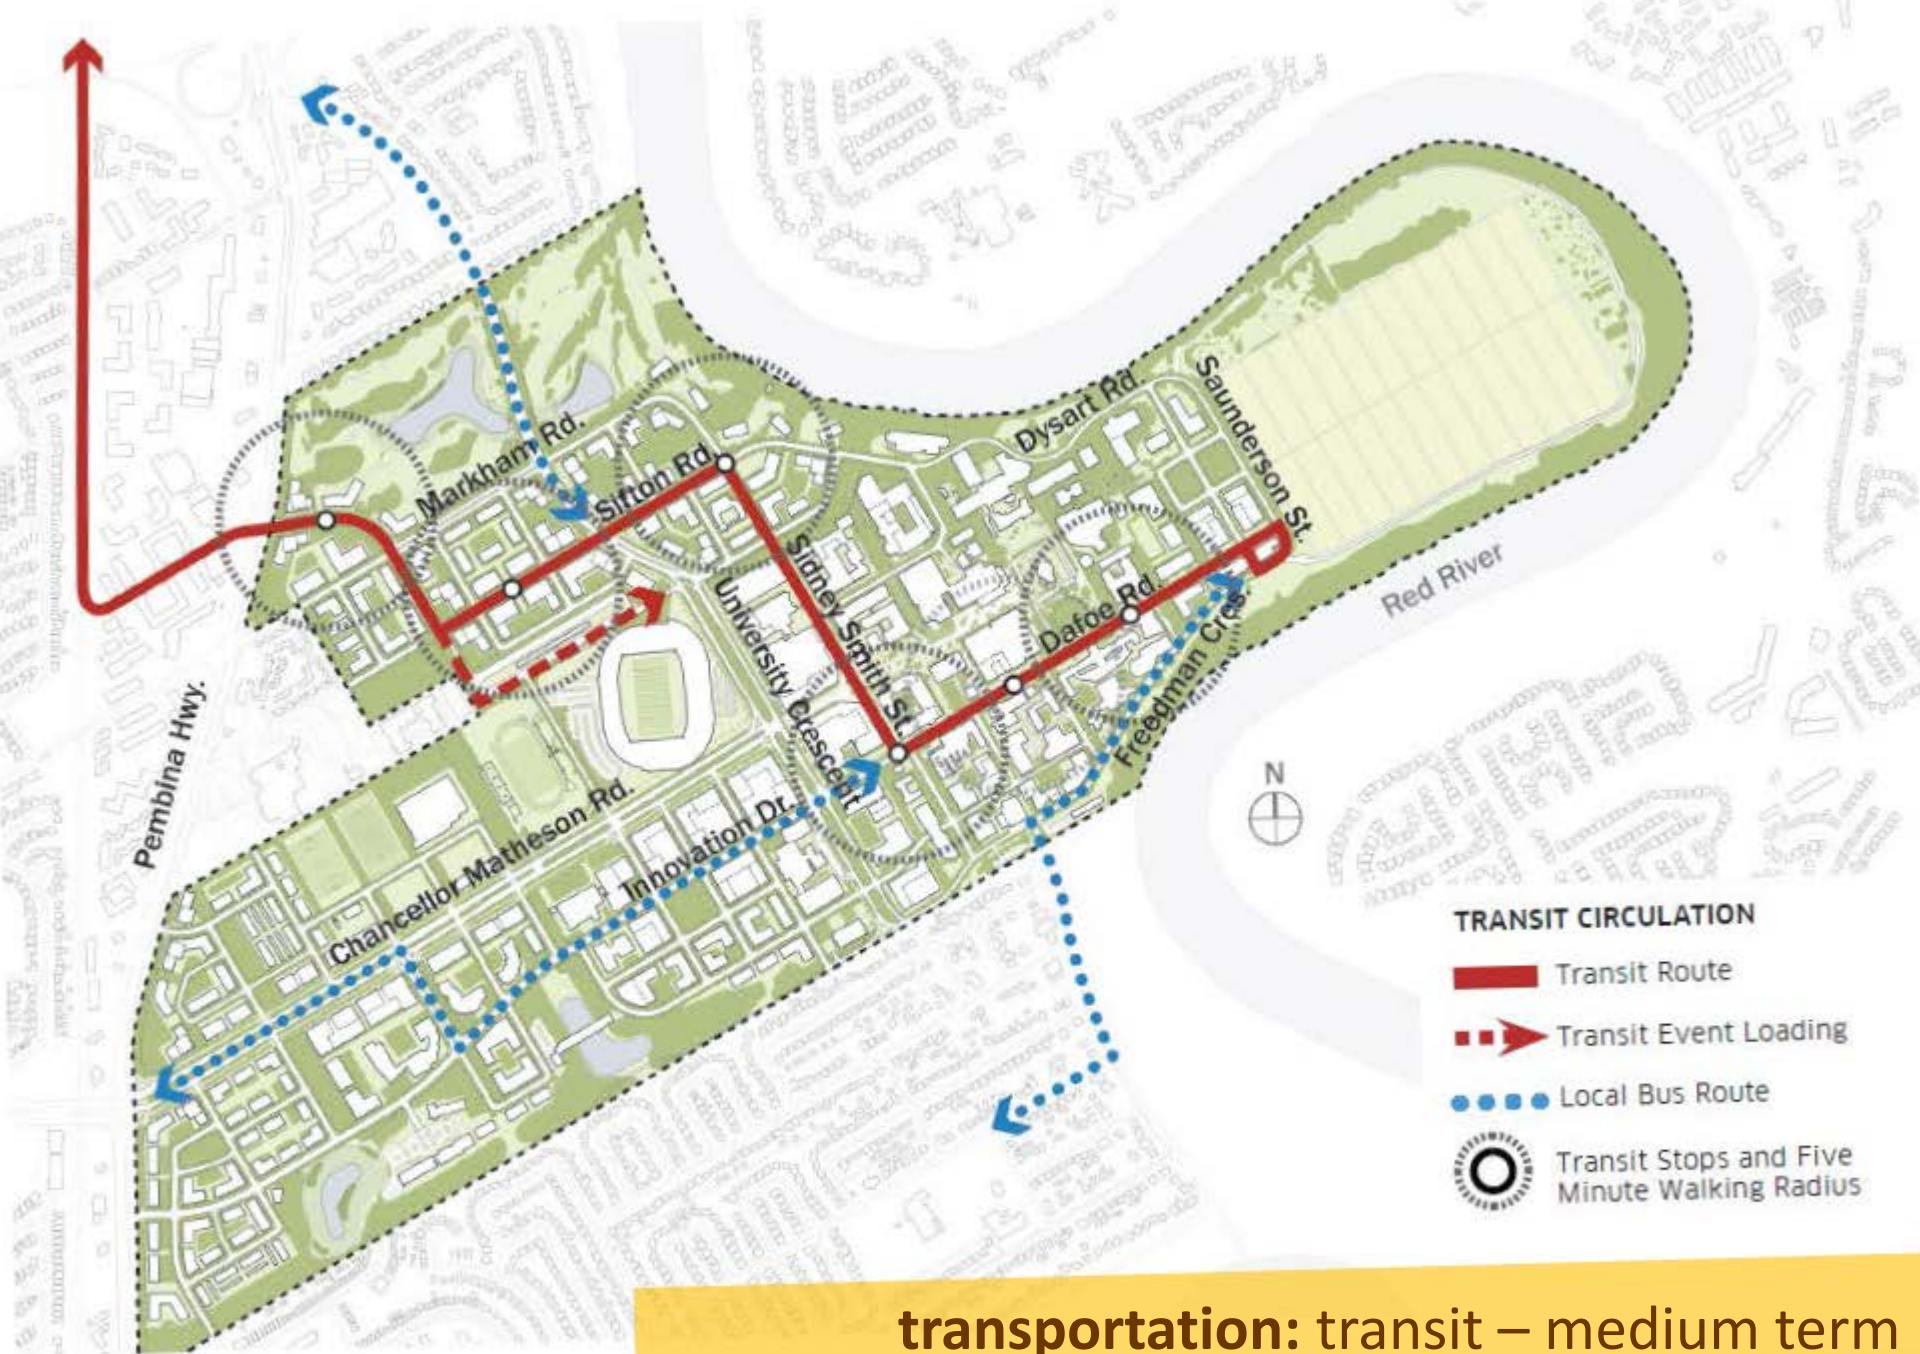 Markham Rd.
Sifton Rd.
Dysart Rd.
Saunderson St.
Sidney Smith St.
University Crescent
Dafoe Rd.
Freedman Cres
Red River
Pembina Hwy.
Chancellor Matheson Rd.
Innovation Dr.
N
TRANSIT CIRCULATION
Transit Route
Transit Event Loading
Local Bus Route
Transit Stops and Five
Minute Walking Radius
transportation: transit – medium term